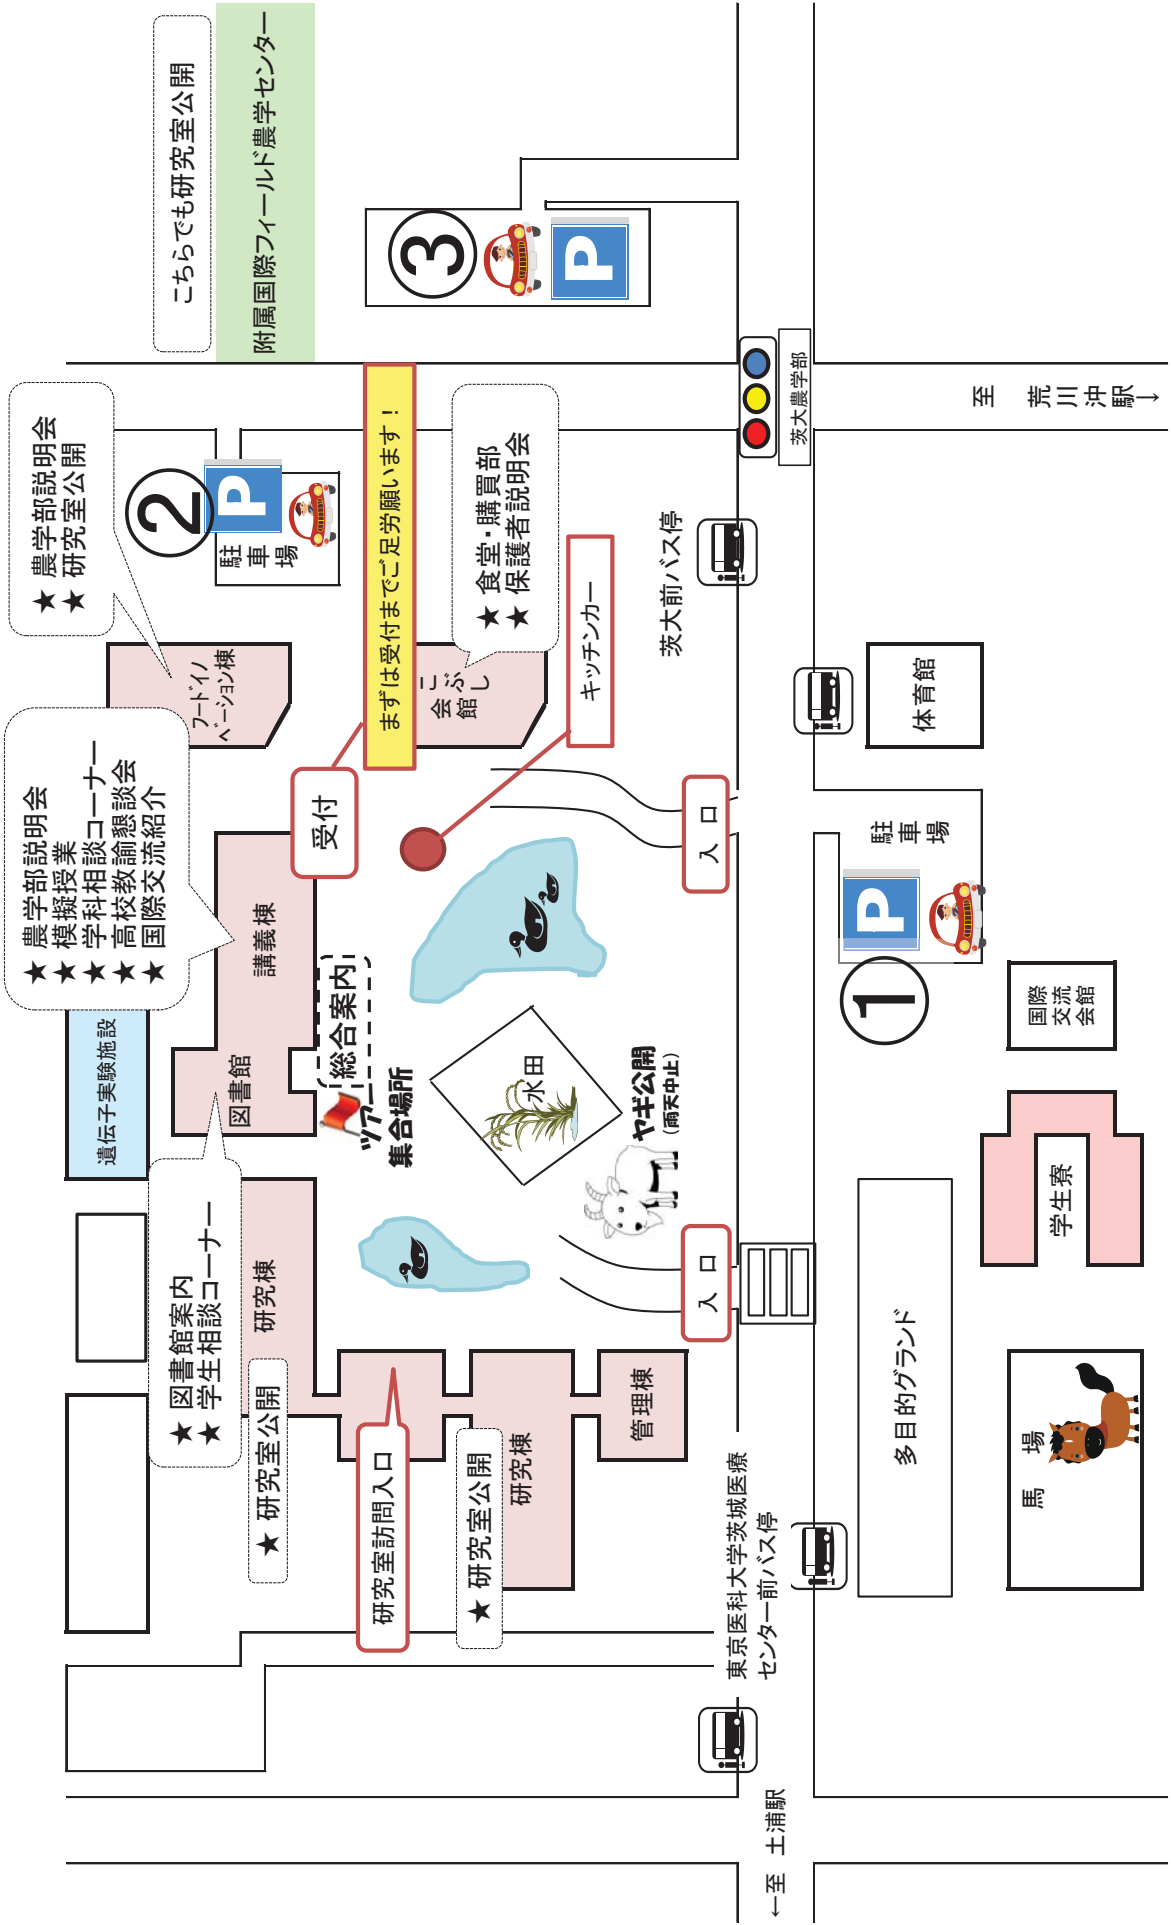 こちらでも研究室公開
附属国際フィールド農学センター
③
P
★ 農学部説明会
★ 研究室公開
②
P
駐車場
フードイノ
ベーション棟
まずは受付までご足労願います！
受付
★ 食堂・購買部
★ 保護者説明会
こぶし
会館
キッチンカー
★ 農学部説明会
★ 模擬授業
★ 学科相談コーナー
★ 高校教諭懇談会
★ 国際交流紹介
講義棟
図書館
遺伝子実験施設
総合案内
ツアー
集合場所
水田
ヤギ公開
（雨天中止）
★ 図書館案内
★ 学生相談コーナー
研究棟
★ 研究室公開
研究室訪問入口
★ 研究室公開
研究棟
管理棟
入 口
入 口
茨大農学部
至 荒川沖駅→
茨大前バス停
体育館
駐車場
P
①
国際
交流
会館
学生寮
多目的グランド
馬 場
東京医科大学茨城医療
センター前バス停
←至 土浦駅